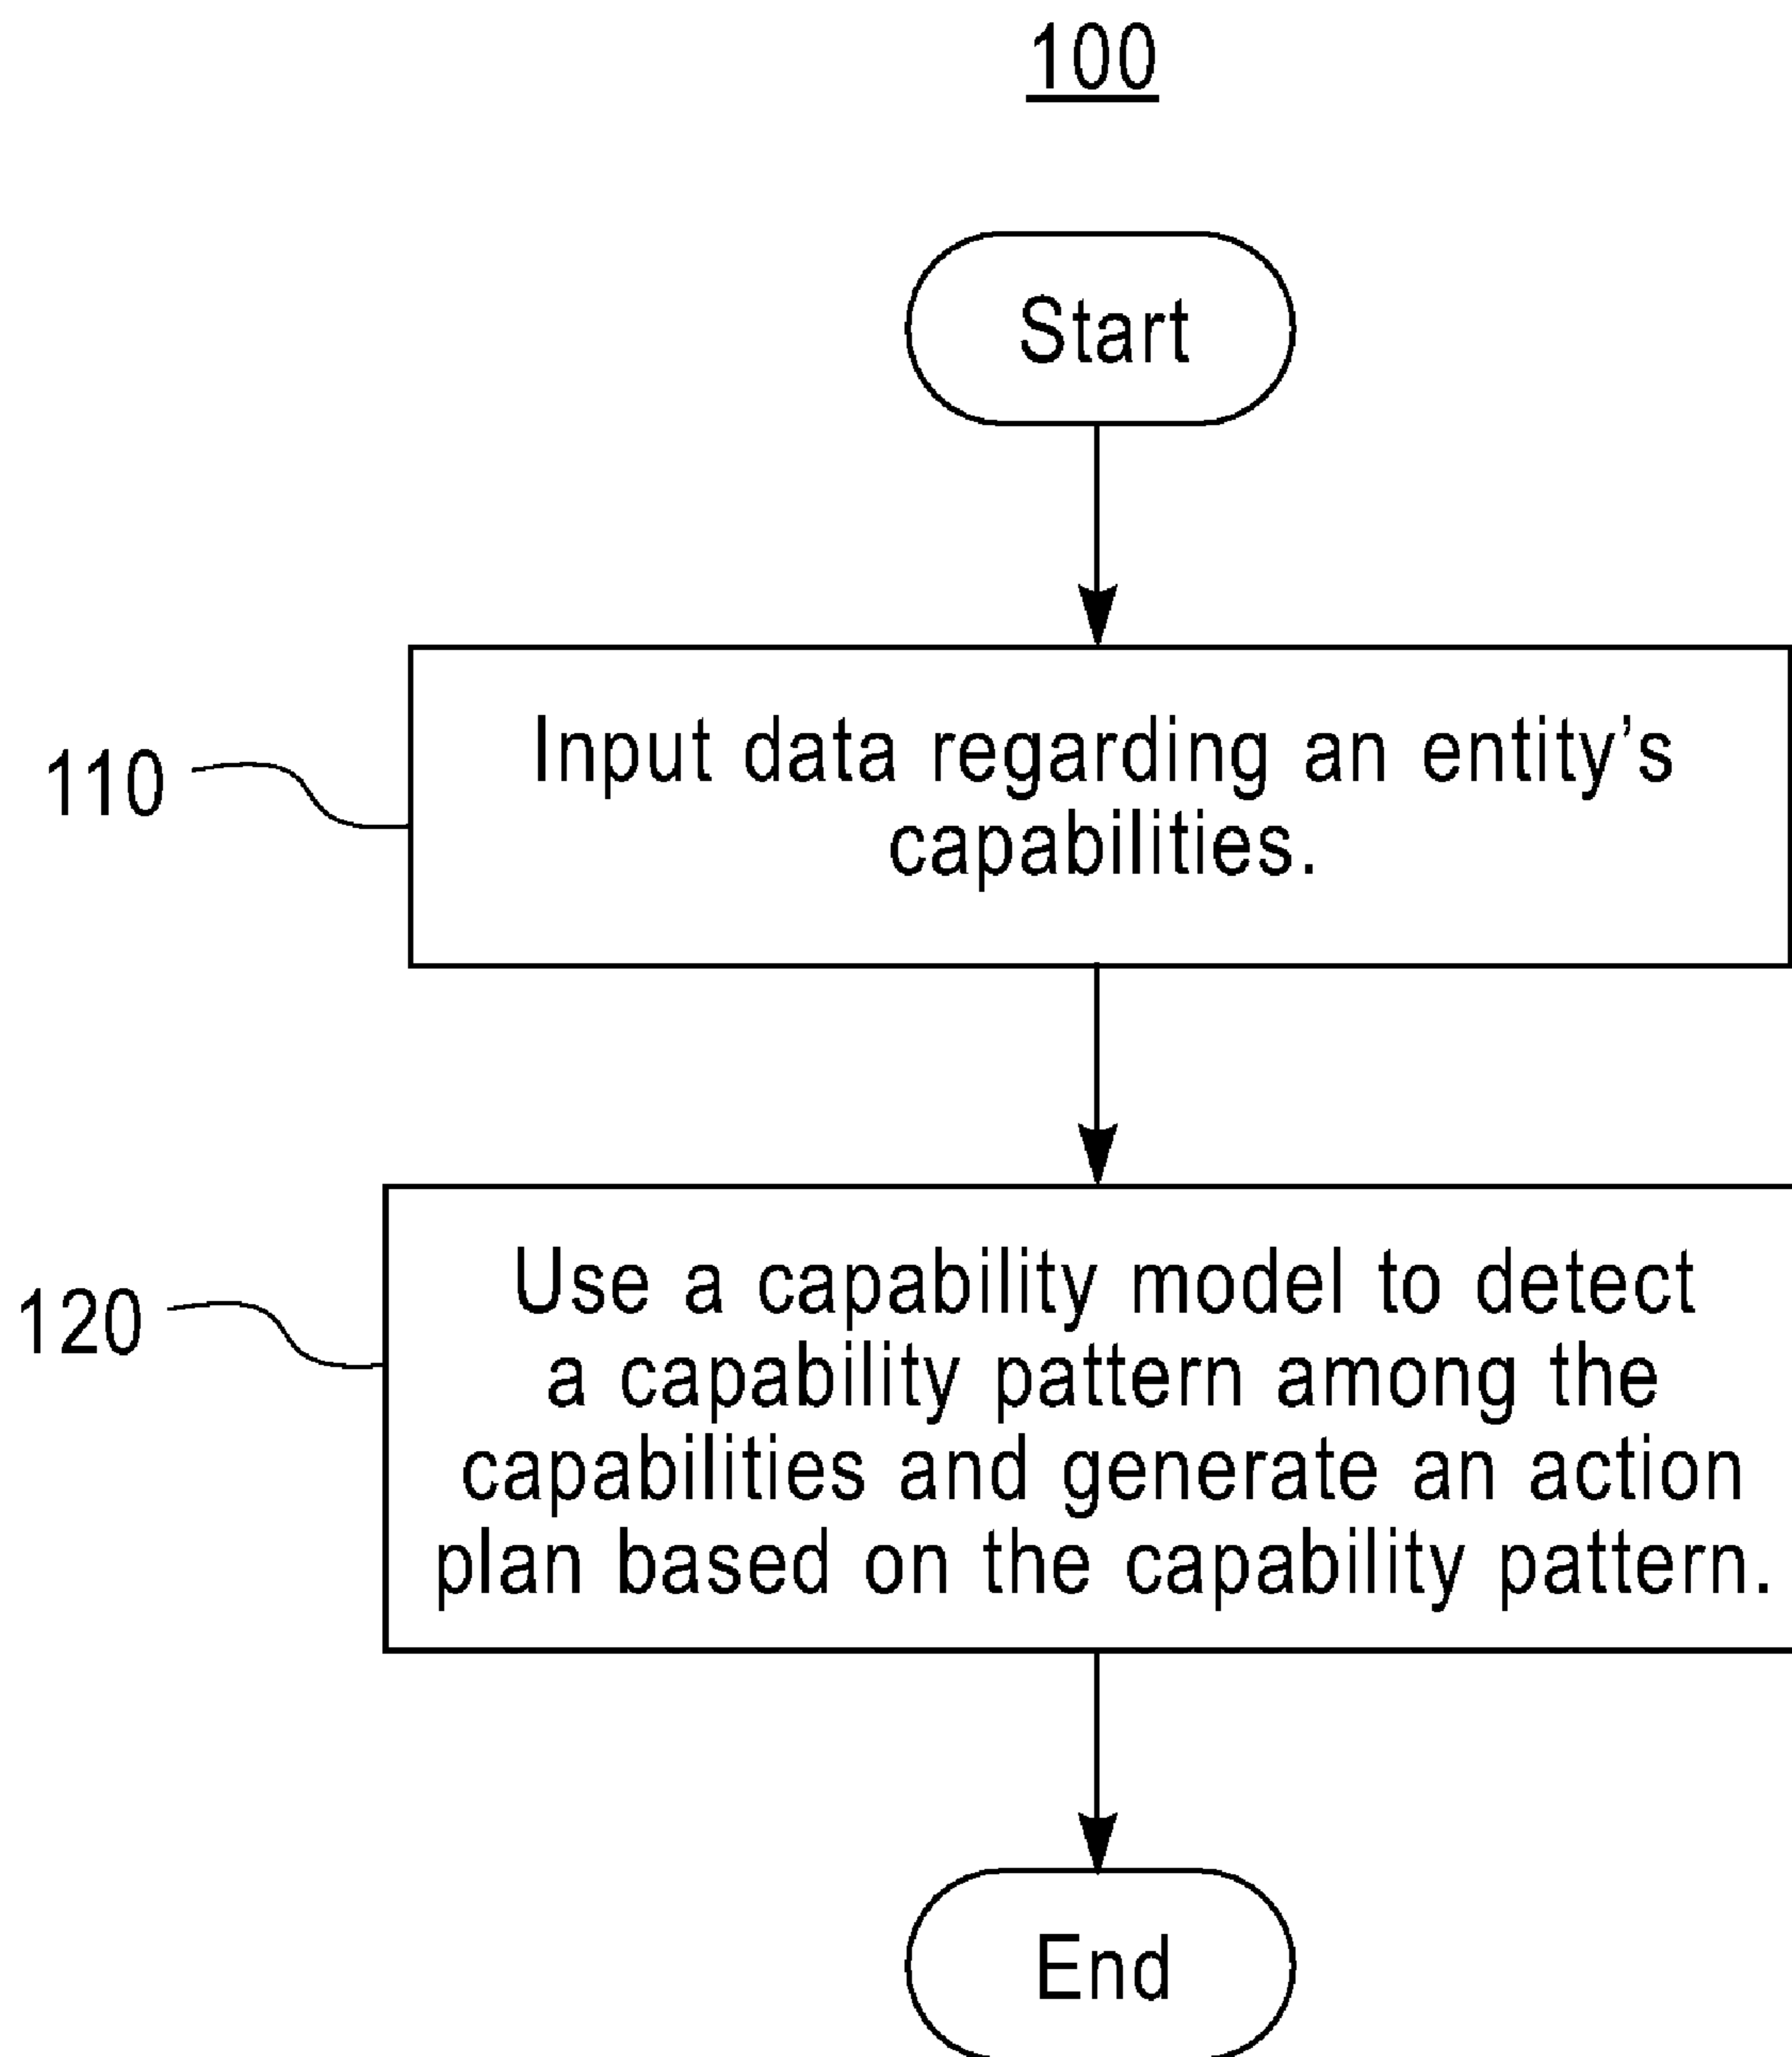 100
Start
110
Input data regarding an entity’s
capabilities.
120
Use a capability model to detect
a capability pattern among the
capabilities and generate an action
plan based on the capability pattern.
End